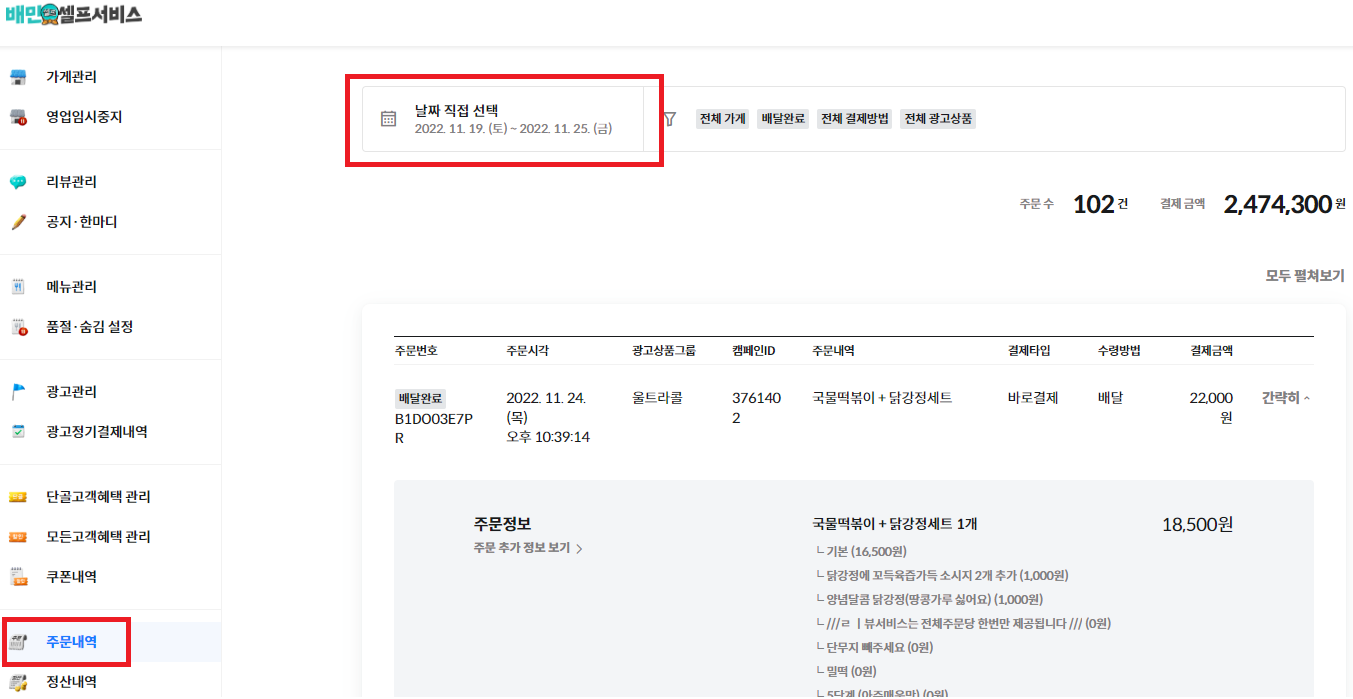 배민셀프서비스
가게관리
영업임시중지
리뷰관리
공지·한마디
메뉴관리
품절·숨김 설정
광고관리
광고정기결제내역
단골고객혜택 관리
모든고객혜택 관리
쿠폰내역
주문내역
정산내역
날짜 직접 선택
2022. 11. 19. (토) ~ 2022. 11. 25. (금)
전체 가게 배달완료 전체 결제방법 전체 광고상품
주문 수 102 건 결제 금액 2,474,300 원
모두 펼쳐보기
주문번호 주문시각 광고상품그룹 캠페인ID 주문내역 결제타입 수령방법 결제금액
배달완료
B1DO03E7P
R
2022. 11. 24.
(목)
오후 10:39:14
울트라콜
376140
2
국물떡볶이 + 닭강정세트
바로결제
배달
22,000
원
간략히
주문정보
주문 추가 정보 보기 >
국물떡볶이 + 닭강정세트 1개 18,500원
└ 기본 (16,500원)
└ 닭강정에 꼬득육즙가득 소시지 2개 추가 (1,000원)
└ 양념달콤 닭강정(땅콩가루 싫어요) (1,000원)
└ ///ㄹ ㅣ뷰서비스는 전체주문당 한번만 제공됩니다 /// (0원)
└ 단무지 빼주세요 (0원)
└ 밀떡 (0원)
└ 5단계 (아주매운맛) (0원)